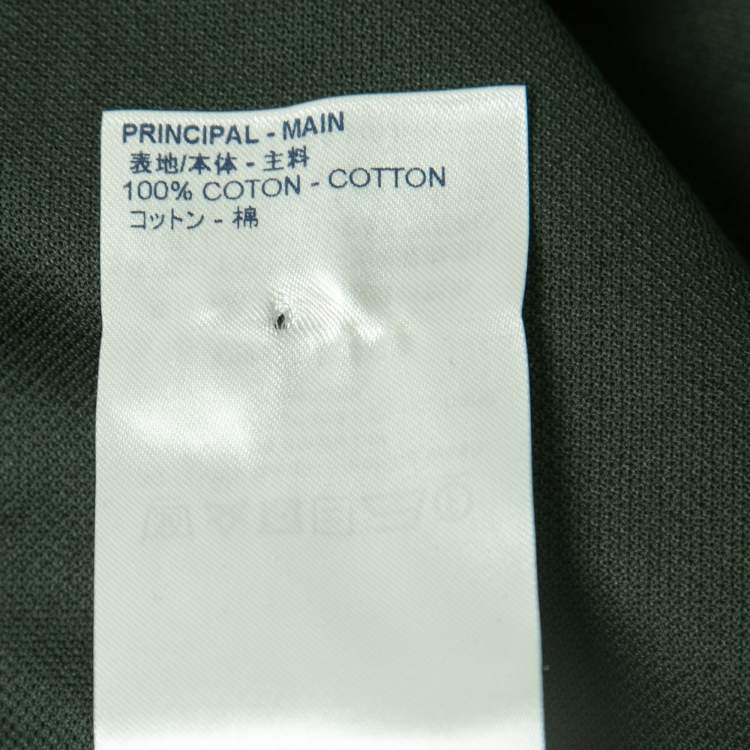 PRINCIPAL - MAIN
表地/本体 - 主料
100% COTON - COTTON
コットン - 棉